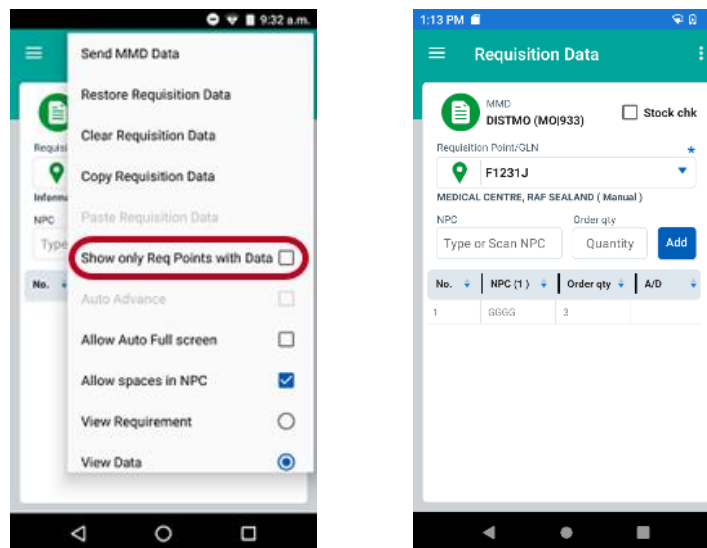 9:32 a.m.
Send MMD Data
Restore Requisition Data
Clear Requisition Data
Copy Requisition Data
Paste Requisition Data
Show only Req Points with Data
Auto Advance
Allow Auto Full screen
Allow spaces in NPC
View Requirement
View Data
Requisi
Inform
NPC
Type
No.
1:13 PM
Requisition Data
MMD
DISTMO (MO|933)
Stock chk
Requisition Point/GLN *
F1231J
MEDICAL CENTRE, RAF SEALAND ( Manual )
NPC Order qty
Type or Scan NPC Quantity Add
No. NPC (1) Order qty A/D
1 GGGG 3